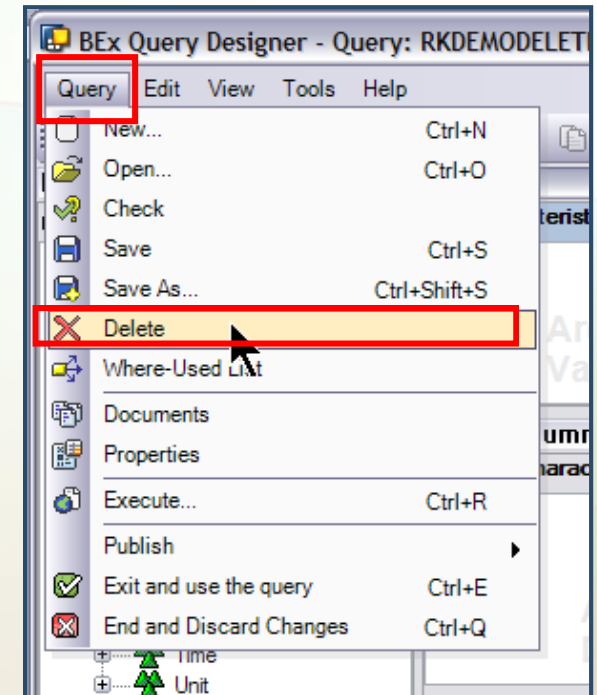 BEx Query Designer - Query: RKDEMODELETE
Query Edit View Tools Help
New... Ctrl+N
Open... Ctrl+O
Check
Save Ctrl+S
Save As... Ctrl+Shift+S
Delete
Where-Used List
Documents
Properties
Execute... Ctrl+R
Publish
Exit and use the query Ctrl+E
End and Discard Changes Ctrl+Q
Time
Unit